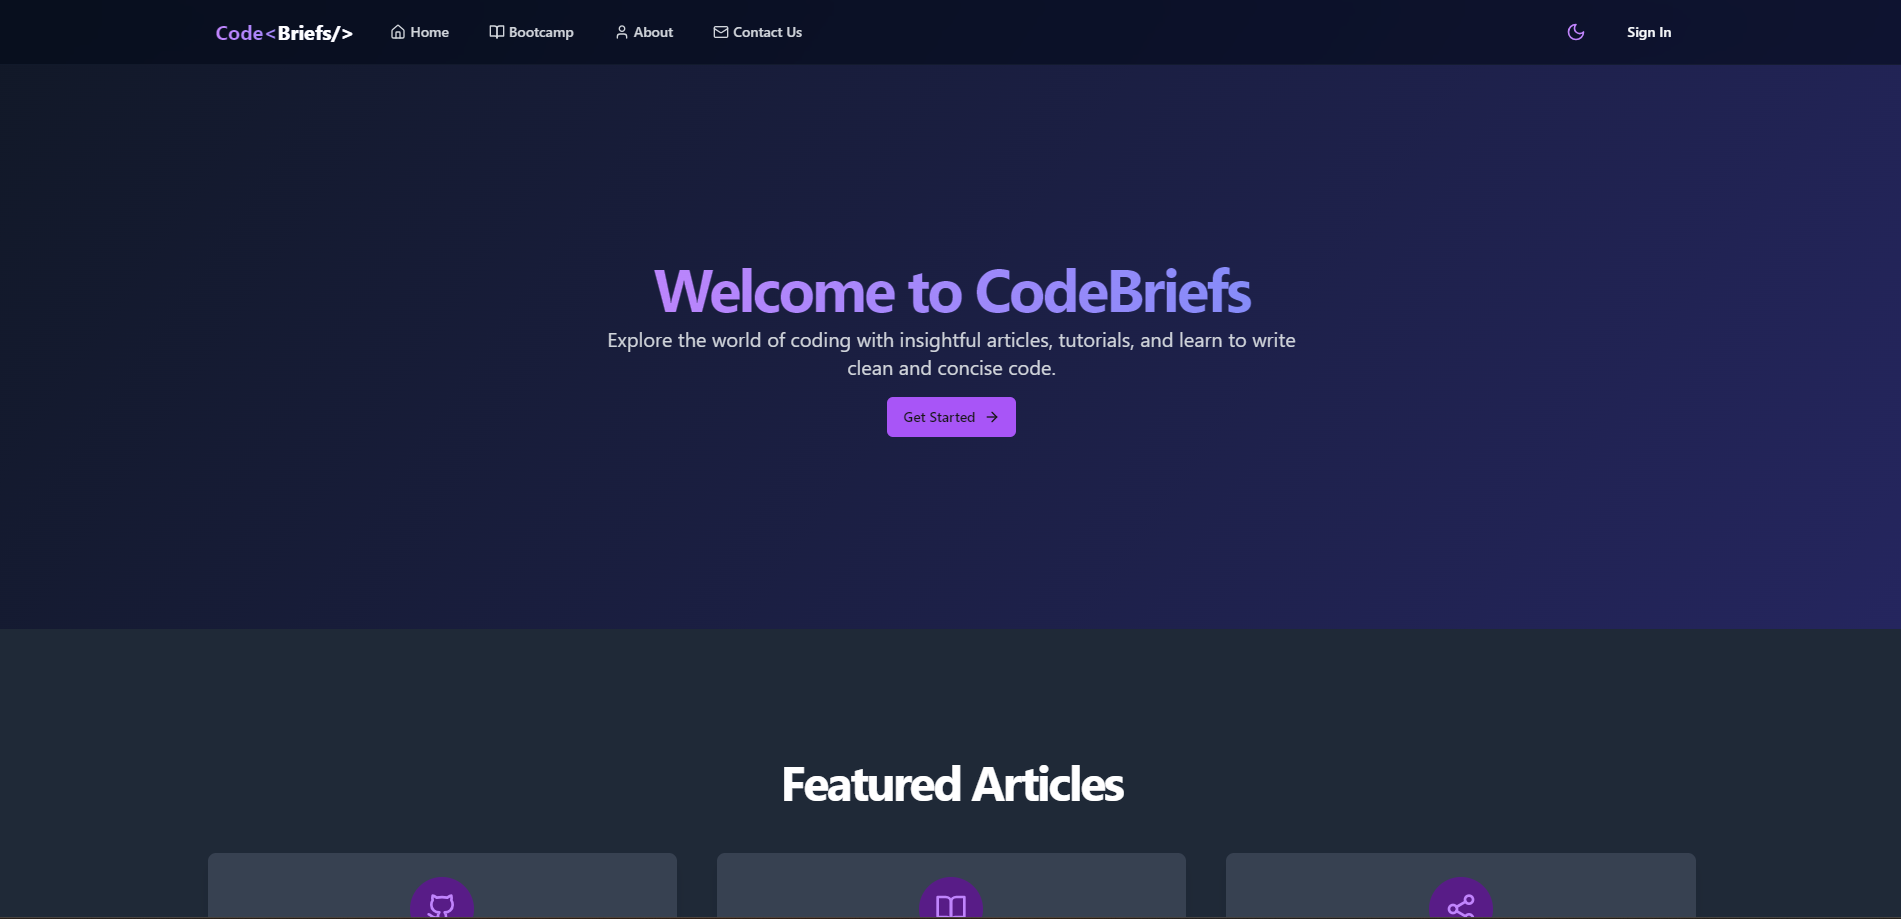 Code<Briefs/>
Home
Bootcamp
About
Contact Us
Sign In
Welcome to CodeBriefs
Explore the world of coding with insightful articles, tutorials, and learn to write
clean and concise code.
Get Started
Featured Articles